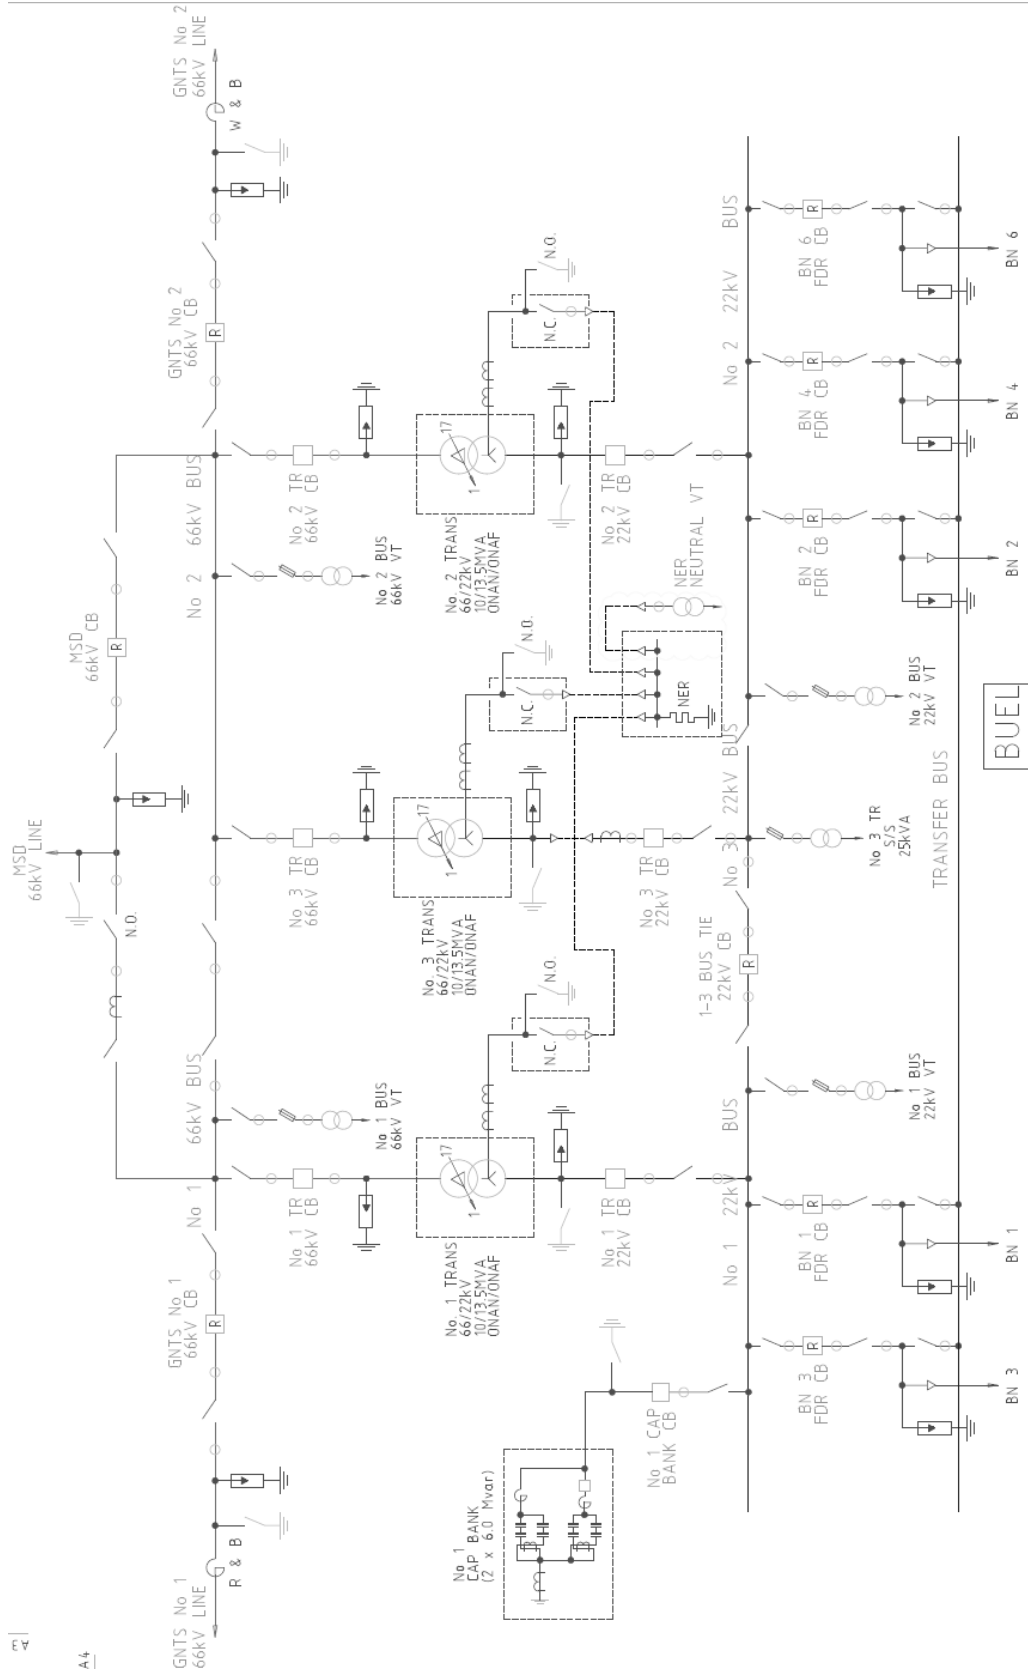 GNTS No 2
66kV LINE
W & B
GNTS No 2
66kV CB
R
MSD
66kV CB
R
No 2
66kV BUS
No 2 BUS
66kV VT
No 2 TR
66kV CB
No. 2 TRANS
66/22kV
10/13.5MVA
ONAN/ONAF
17
1
N.C.
N.O.
No 2 TR
22kV CB
NER
NEUTRAL VT
NER
No 2
22kV
BUS
BN 6
FDR CB
R
BN 6
BN 4
FDR CB
R
BN 4
BN 2
FDR CB
R
BN 2
No 2 BUS
22kV VT
MSD
66kV LINE
N.O.
No 3 TR
66kV CB
No. 3 TRANS
66/22kV
10/13.5MVA
ONAN/ONAF
17
1
N.C.
N.O.
No 3 TR
22kV CB
No 3
22kV BUS
No 3 TR
S/S
25kVA
TRANSFER BUS
BUEL
1-3 BUS TIE
22kV CB
R
No 1
66kV BUS
No 1 BUS
66kV VT
No 1 TR
66kV CB
No. 1 TRANS
66/22kV
10/13.5MVA
ONAN/ONAF
17
1
N.C.
N.O.
No 1 TR
22kV CB
No 1
22kV
BUS
No 1 BUS
22kV VT
BN 1
FDR CB
R
BN 1
BN 3
FDR CB
R
BN 3
No 1 CAP
BANK CB
No 1
CAP BANK
(2 x 6.0 Mvar)
GNTS No 1
66kV CB
R
R & B
GNTS No 1
66kV LINE
A3
A4